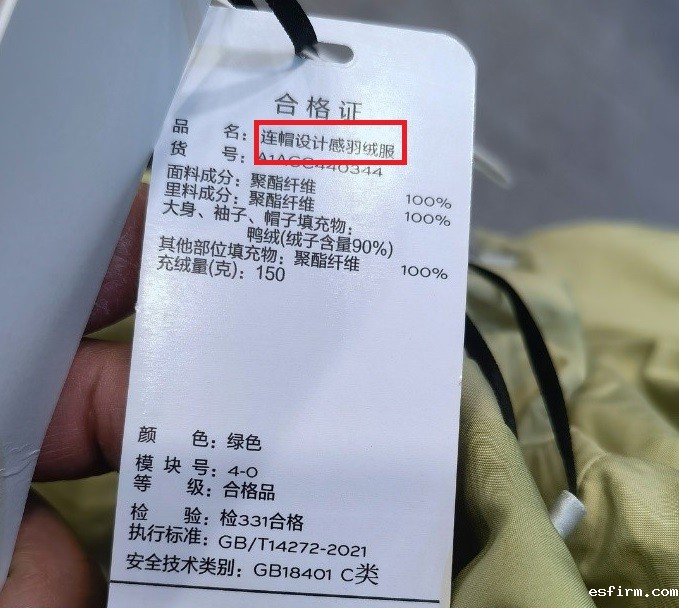 合格证
品 名：连帽设计感羽绒服
货 号：A1ACC440344
面料成分：聚酯纤维 100%
里料成分：聚酯纤维 100%
大身、袖子、帽子填充物：
鸭绒(绒子含量90%)
其他部位填充物：聚酯纤维 100%
充绒量(克)：150
颜 色：绿色
模 块 号：4-0
等 级：合格品
检 验：检331合格
执行标准：GB/T14272-2021
安全技术类别：GB18401 C类
esfirm.com